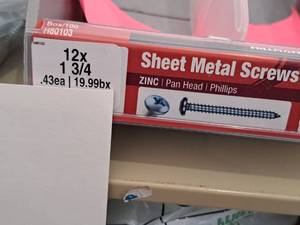 Box/100
H80103
12x
1 3/4
.43ea | 19.99bx
Sheet Metal Screws
ZINC | Pan Head | Phillips